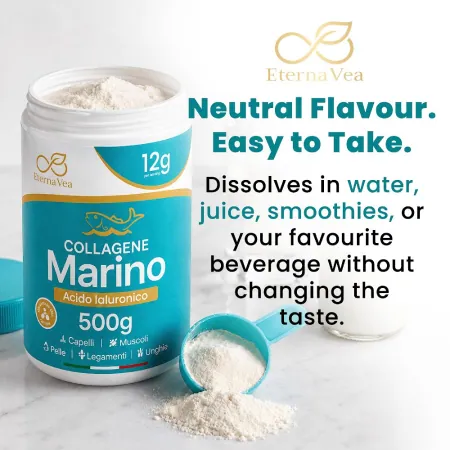 EternaVea
Neutral Flavour.
Easy to Take.
Dissolves in water,
juice, smoothies, or
your favourite
beverage without
changing the
taste.
EternaVea
12g
COLLAGENE
Marino
Acido Ialuronico
500g
Capelli | Muscoli
Pelle | Legamenti | Unghie